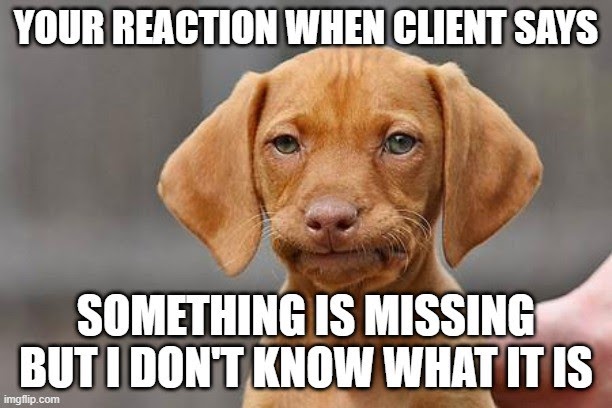 YOUR REACTION WHEN CLIENT SAYS
SOMETHING IS MISSING
BUT I DON'T KNOW WHAT IT IS
imgflip.com